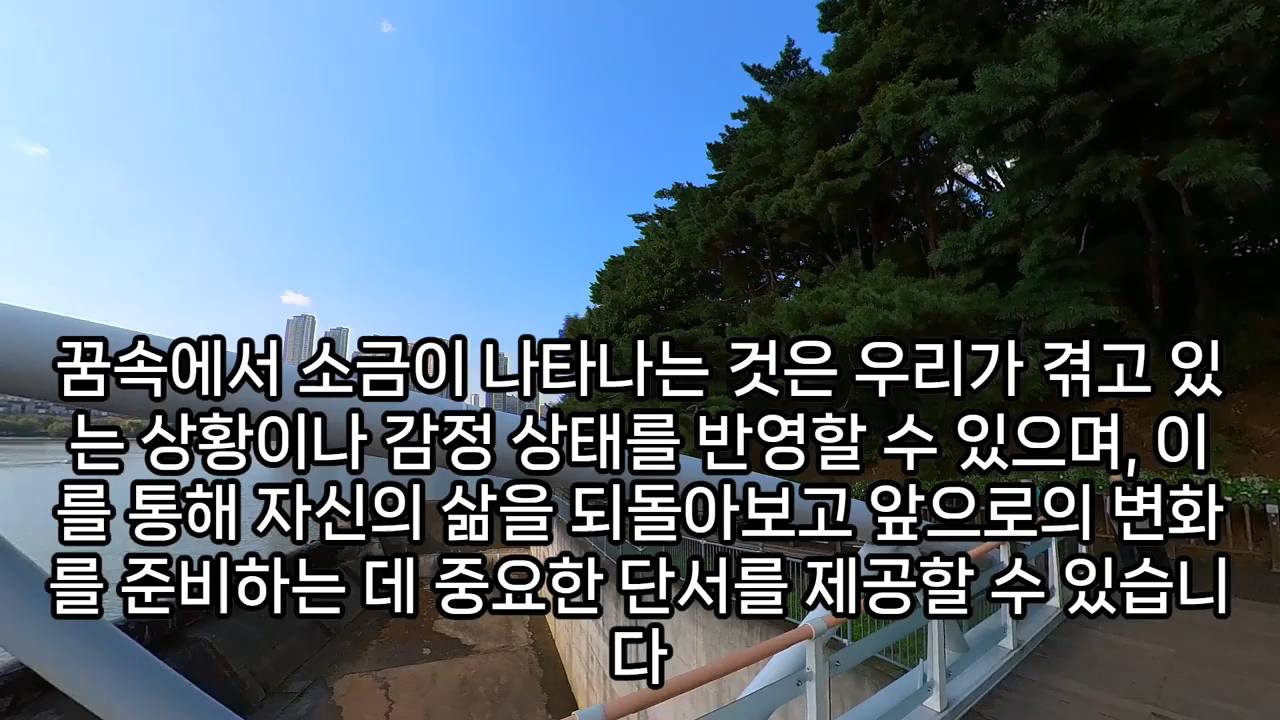 꿈속에서 소금이 나타나는 것은 우리가 겪고 있
는 상황이나 감정 상태를 반영할 수 있으며, 이
를 통해 자신의 삶을 되돌아보고 앞으로의 변화
를 준비하는 데 중요한 단서를 제공할 수 있습니
다